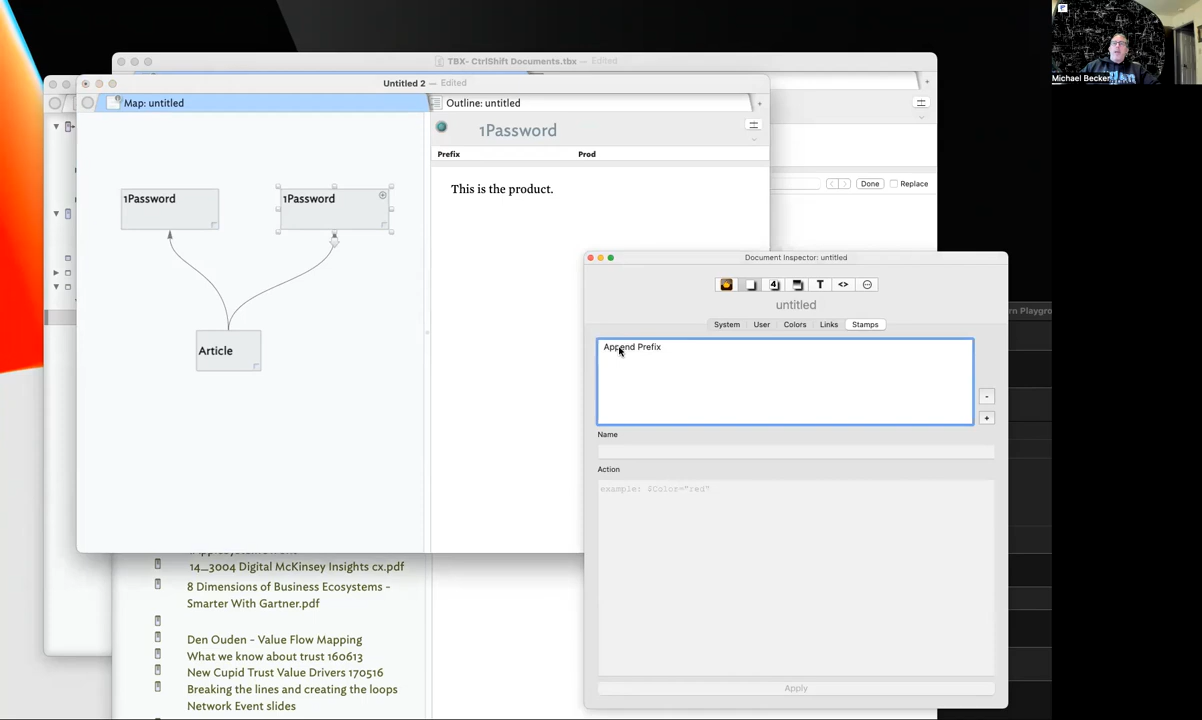 Michael Becker
TBX- CtrlShift Documents.tbx — Edited
Untitled 2 — Edited
Map: untitled
Outline: untitled
1Password
Prefix
Prod
This is the product.
1Password
1Password
Article
Done
Replace
Document Inspector: untitled
4
T
<>
untitled
System
User
Colors
Links
Stamps
Append Prefix
-
+
Name
Action
example: $Color="red"
Apply
rn Playgrou
14_3004 Digital McKinsey Insights cx.pdf
8 Dimensions of Business Ecosystems -
Smarter With Gartner.pdf
Den Ouden - Value Flow Mapping
What we know about trust 160613
New Cupid Trust Value Drivers 170516
Breaking the lines and creating the loops
Network Event slides